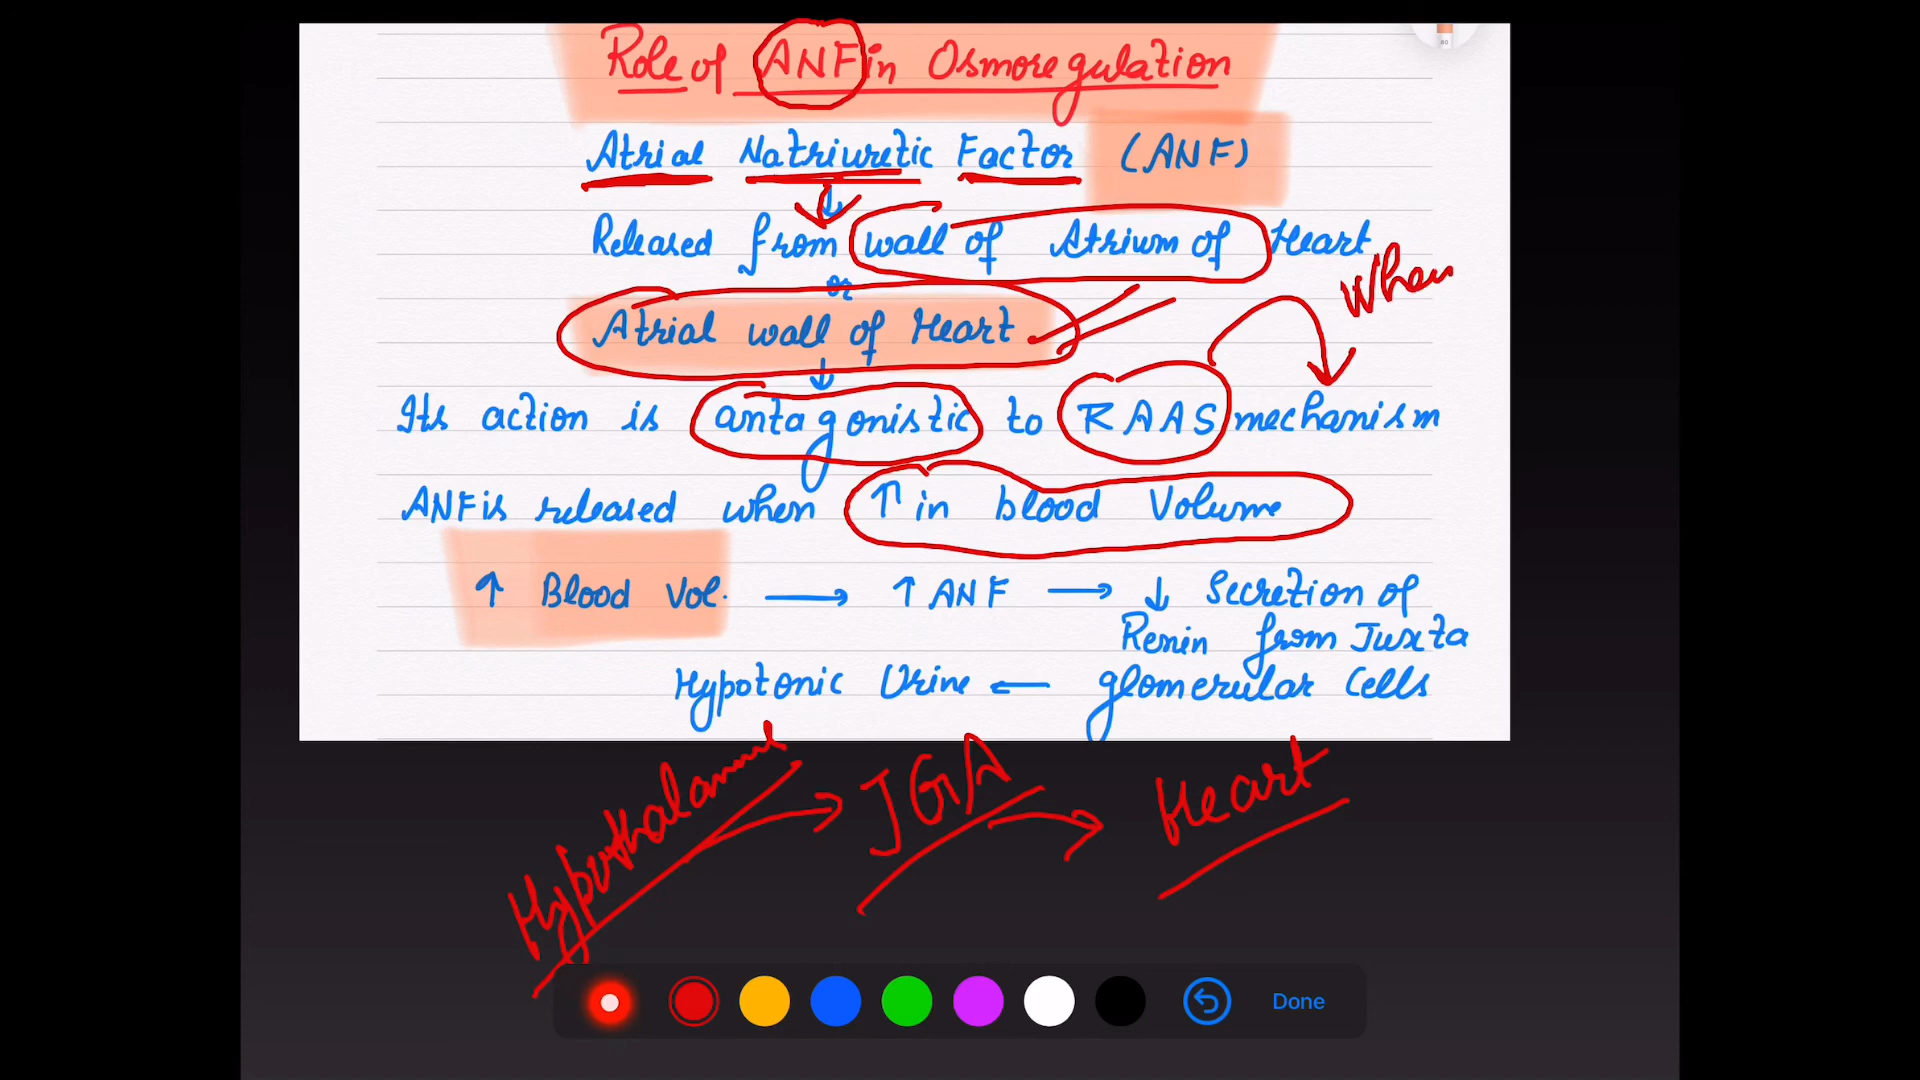 Role of ANF in Osmoregulation
Atrial Natriuretic Factor (ANF)
Released from wall of Atrium of Heart
or
When
Atrial wall of Heart
Its action is antagonistic to RAAS mechanism
ANF is released when ↑ in blood Volume
↑ Blood Vol. → ↑ ANF → ↓ Secretion of
Renin from Juxta
Hypotonic Urine ← glomerular Cells
Hypothalamus → JGA → Heart
Done